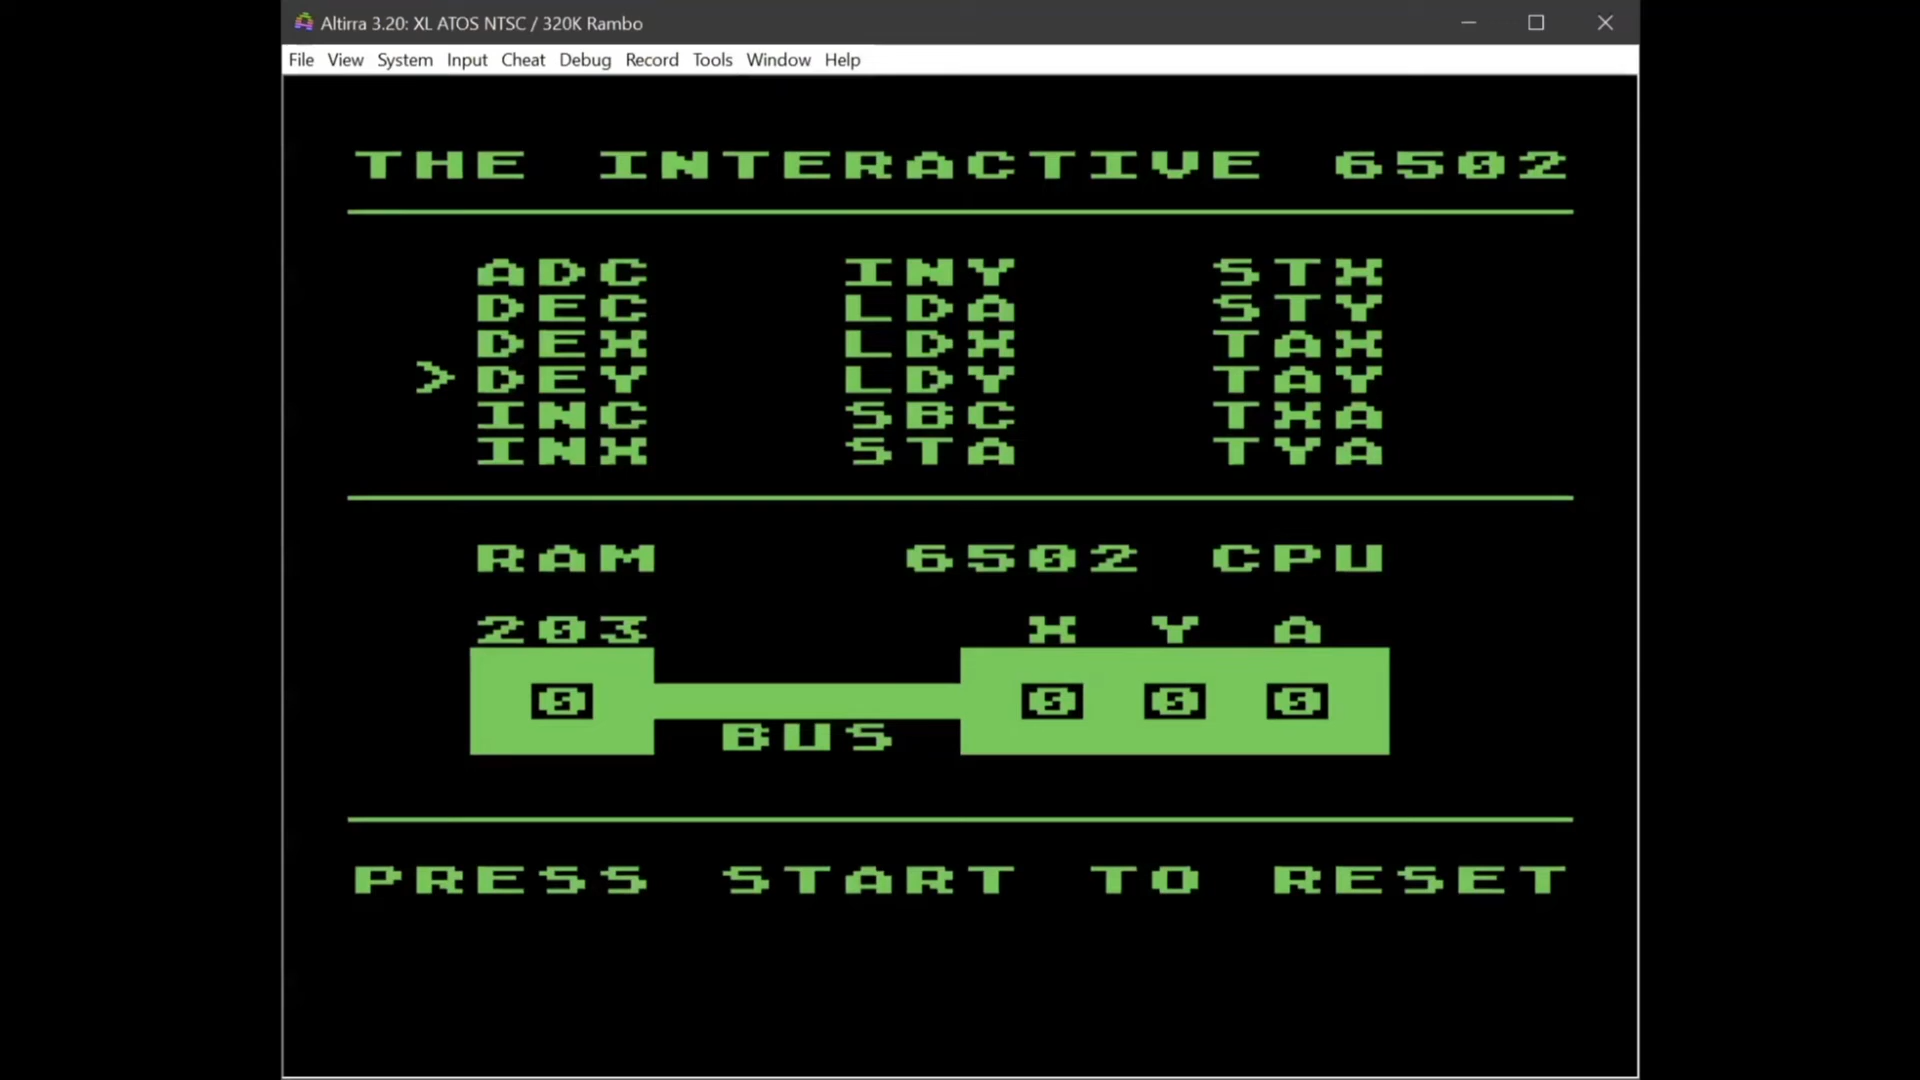 Altirra 3.20: XL ATOS NTSC / 320K Rambo
File View System Input Cheat Debug Record Tools Window Help
THE INTERACTIVE 6502
ADC INY STX
DEC LDA STY
DEX LDX TAX
> DEY LDY TAY
INC SBC TXA
INX STA TYA
RAM 6502 CPU
203 X Y A
0 0 0 0
BUS
PRESS START TO RESET